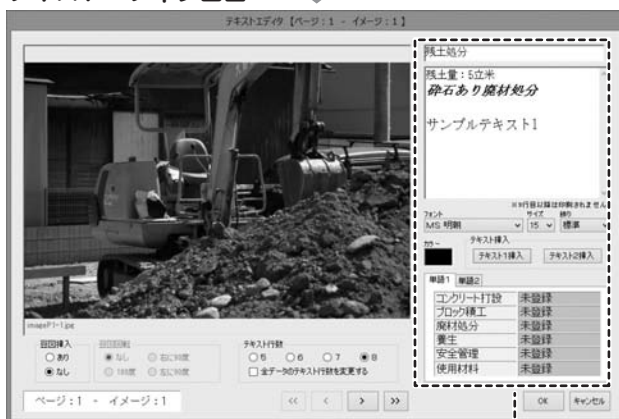 テキストエディタ【ページ：1 - イメージ：1】
残土処分
残土量：5立米
砕石あり廃材処分
サンプルテキスト1
※9行目以降は印刷されません
フォント サイズ 飾り
MS 明朝 15 標準
カラー テキスト挿入
テキスト1挿入 テキスト2挿入
単語1 単語2
コンクリート打設 未登録
ブロック積工 未登録
廃材処分 未登録
養生 未登録
安全管理 未登録
使用材料 未登録
imageP1-1.jpg
あり
なし
なし 右に90度
180度 左に90度
テキスト行数
5 6 7 8
全データのテキスト行数を変更する
ページ：1 - イメージ：1
<< < > >>
OK キャンセル